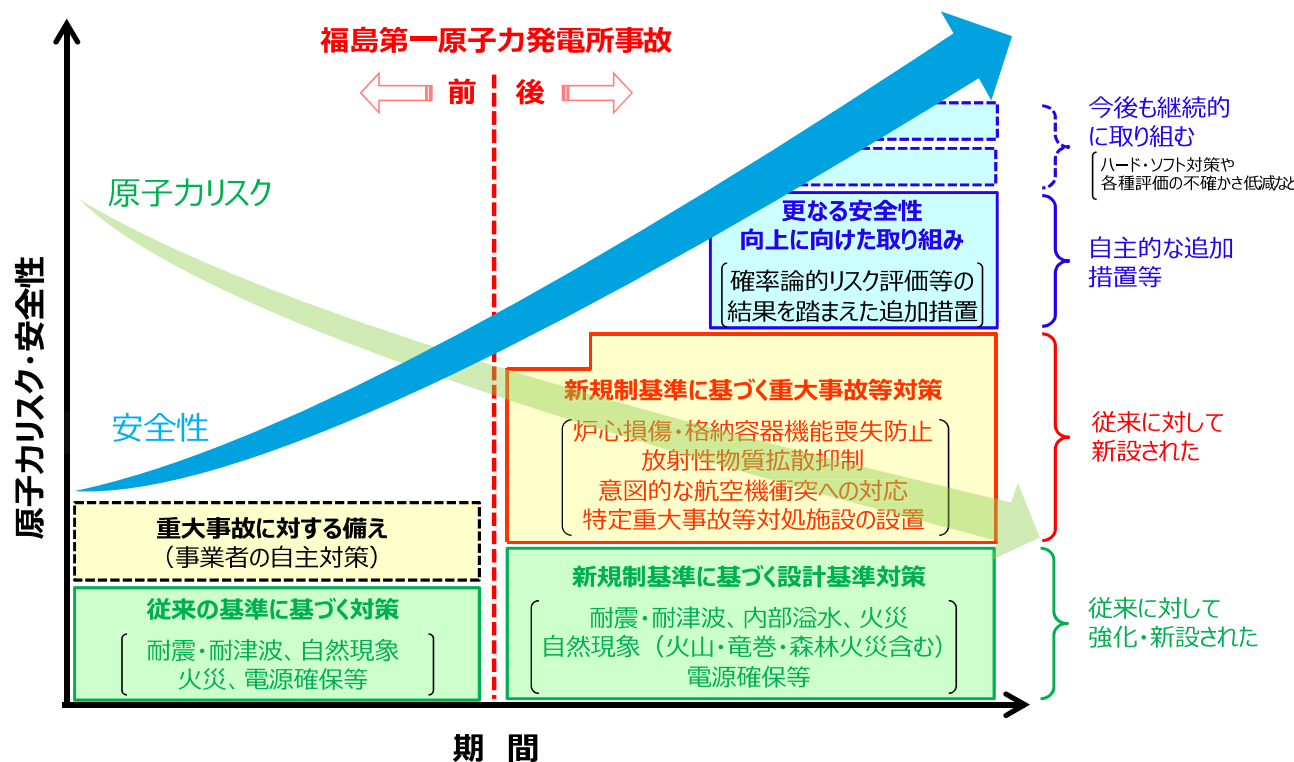 福島第一原子力発電所事故
前
後
原子力リスク・安全性
原子力リスク
安全性
重大事故に対する備え
（事業者の自主対策）
従来の基準に基づく対策
耐震・耐津波、自然現象
火災、電源確保等
更なる安全性
向上に向けた取り組み
確率論的リスク評価等の
結果を踏まえた追加措置
新規制基準に基づく重大事故等対策
炉心損傷・格納容器機能喪失防止
放射性物質拡散抑制
意図的な航空機衝突への対応
特定重大事故等対処施設の設置
新規制基準に基づく設計基準対策
耐震・耐津波、内部溢水、火災
自然現象（火山・竜巻・森林火災含む）
電源確保等
今後も継続的
に取り組む
ハード・ソフト対策や
各種評価の不確かさ低減など
自主的な追加
措置等
従来に対して
新設された
従来に対して
強化・新設された
期 間